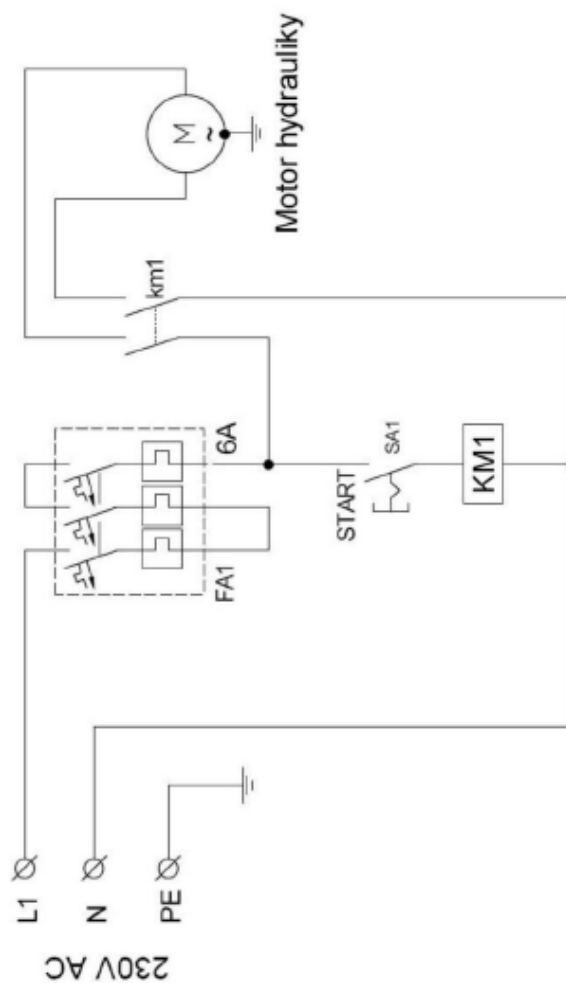 230V AC
L1
N
PE
FA1
6A
START
SA1
KM1
km1
M
~
Motor hydrauliky